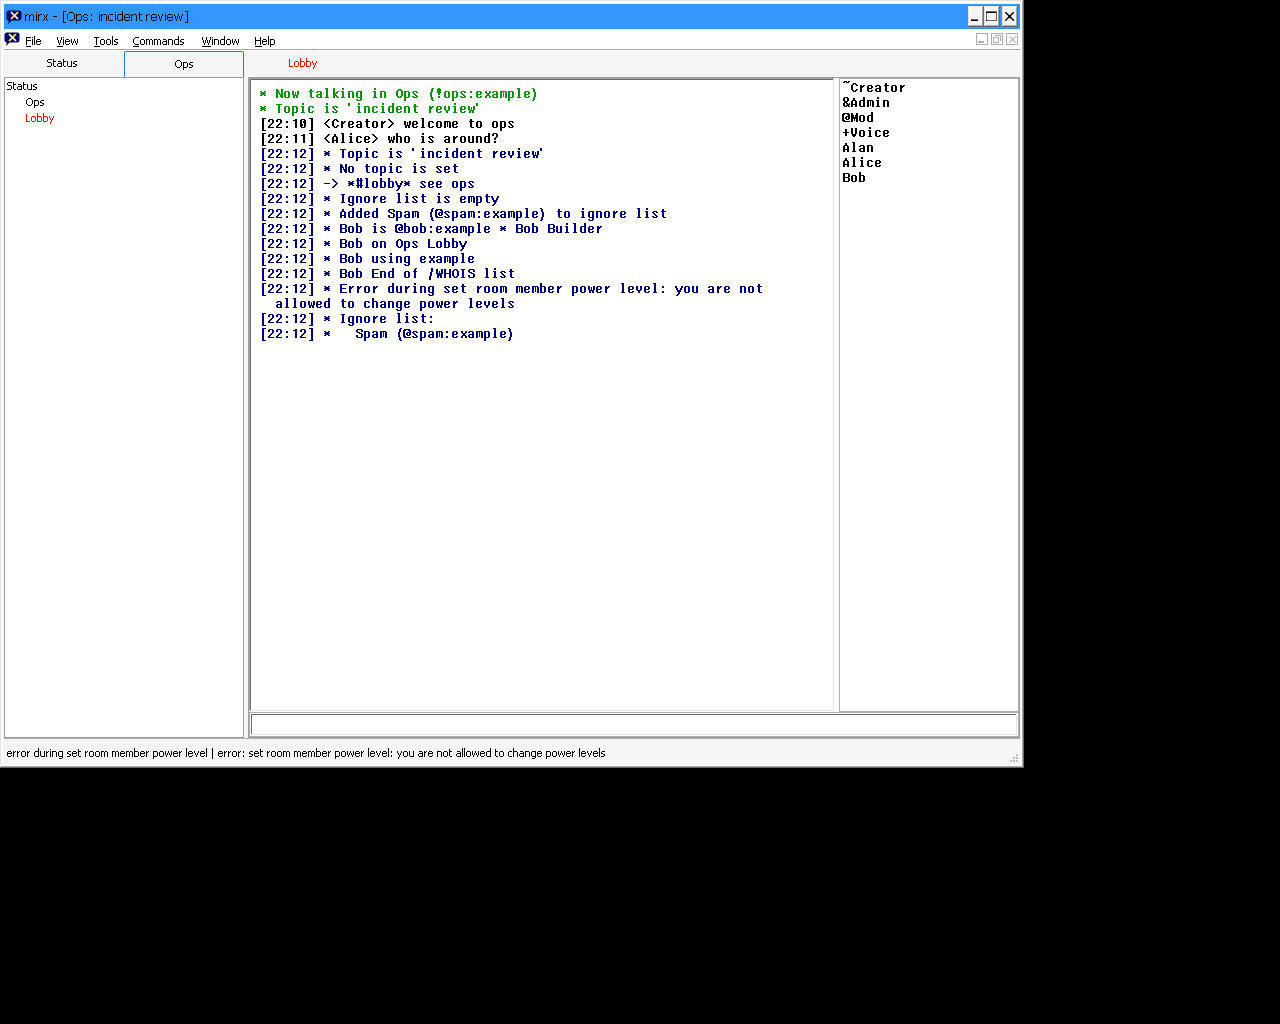 mirx - [Ops: incident review]
File View Tools Commands Window Help
Status Ops Lobby
Status
Ops
Lobby
* Now talking in Ops (!ops:example)
* Topic is 'incident review'
[22:10] <Creator> welcome to ops
[22:11] <Alice> who is around?
[22:12] * Topic is 'incident review'
[22:12] * No topic is set
[22:12] -> *#lobby* see ops
[22:12] * Ignore list is empty
[22:12] * Added Spam (@spam:example) to ignore list
[22:12] * Bob is @bob:example * Bob Builder
[22:12] * Bob on Ops Lobby
[22:12] * Bob using example
[22:12] * Bob End of /WHOIS list
[22:12] * Error during set room member power level: you are not
allowed to change power levels
[22:12] * Ignore list:
[22:12] *   Spam (@spam:example)
~Creator
&Admin
@Mod
+Voice
Alan
Alice
Bob
error during set room member power level | error: set room member power level: you are not allowed to change power levels